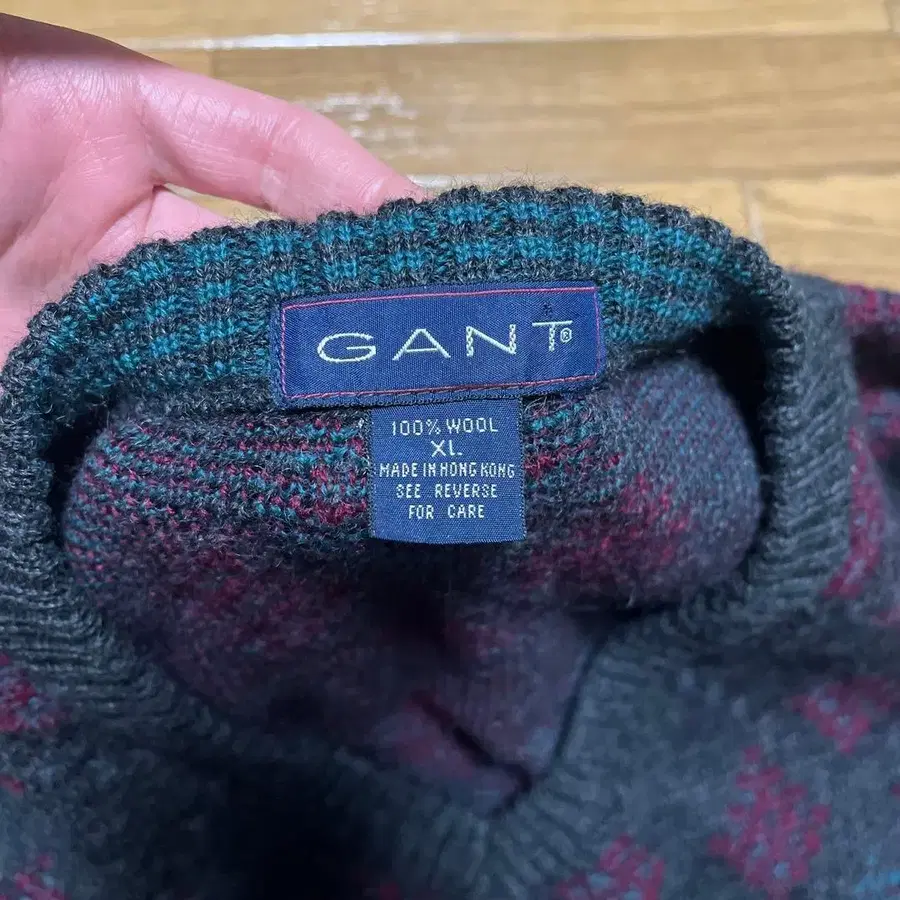 GANT®
100% WOOL
XL
MADE IN HONG KONG
SEE REVERSE
FOR CARE